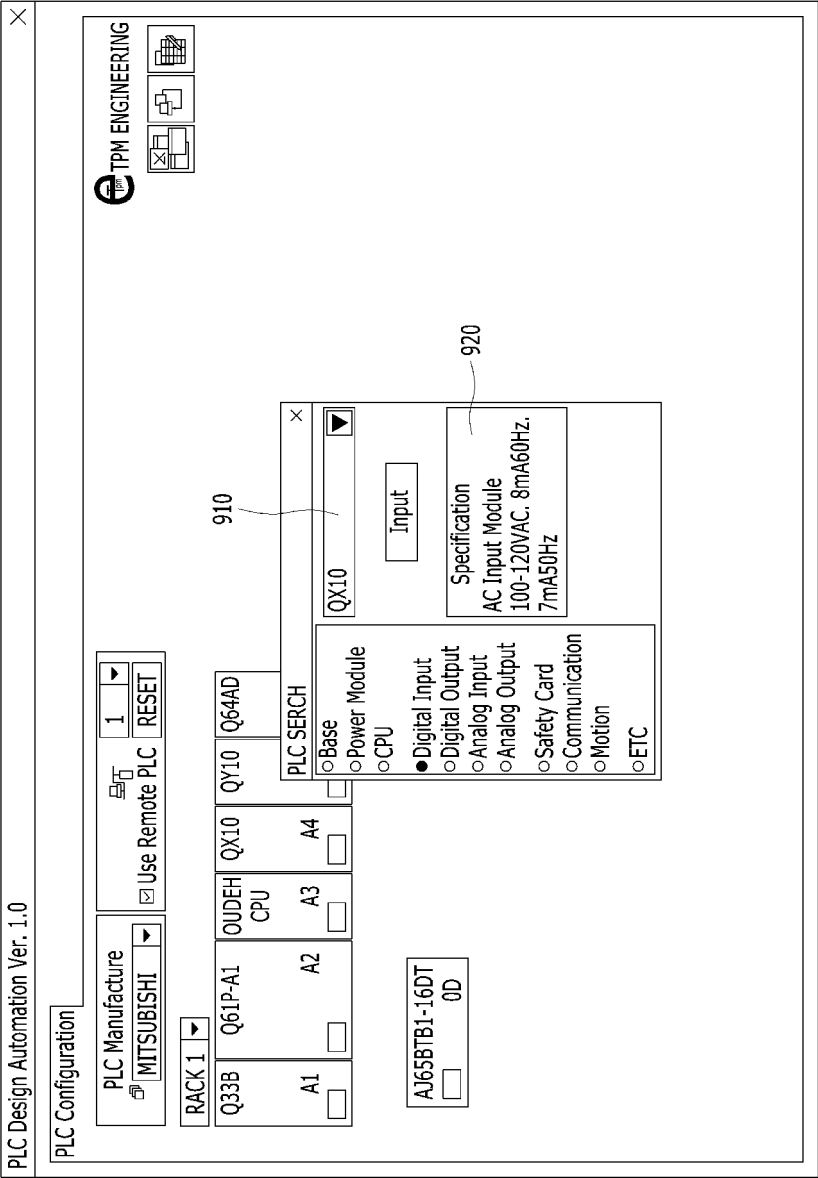 PLC Design Automation Ver. 1.0
PLC Configuration
PLC Manufacture
MITSUBISHI
Use Remote PLC
1
RESET
TPM ENGINEERING
RACK 1
Q33B
A1
Q61P-A1
A2
OUDEH
CPU
A3
QX10
A4
QY10
Q64AD
AJ65BTB1-16DT
0D
PLC SERCH
Base
Power Module
CPU
Digital Input
Digital Output
Analog Input
Analog Output
Safety Card
Communication
Motion
ETC
QX10
Input
Specification
AC Input Module
100-120VAC. 8mA60Hz.
7mA50Hz
910
920